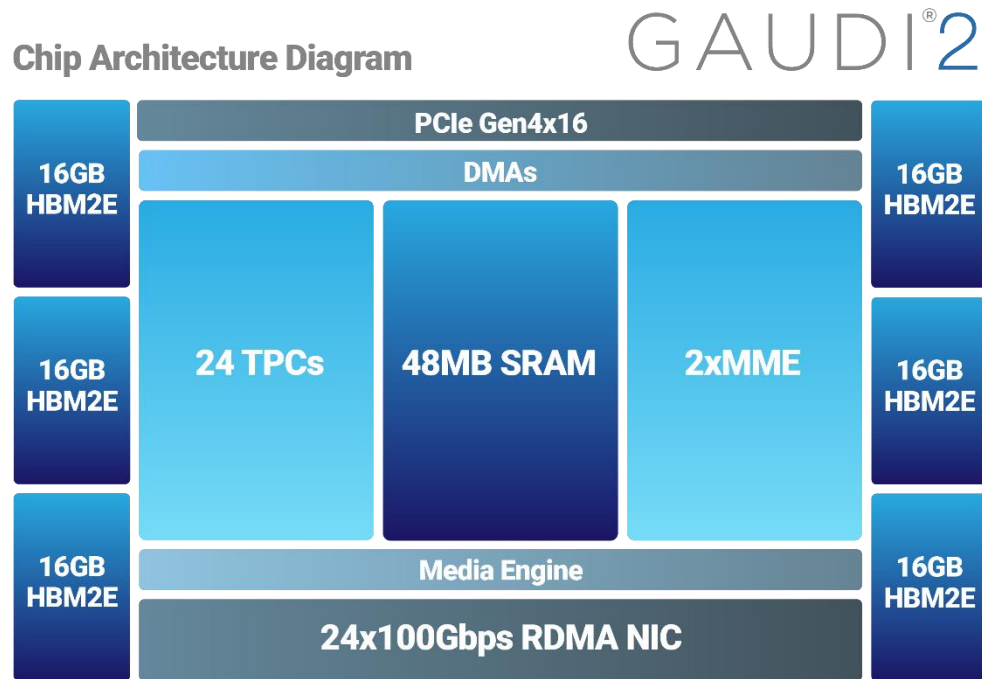 Chip Architecture Diagram
GAUDI®2
16GB
HBM2E
16GB
HBM2E
16GB
HBM2E
PCIe Gen4x16
DMAs
24 TPCs
48MB SRAM
2xMME
Media Engine
24x100Gbps RDMA NIC
16GB
HBM2E
16GB
HBM2E
16GB
HBM2E